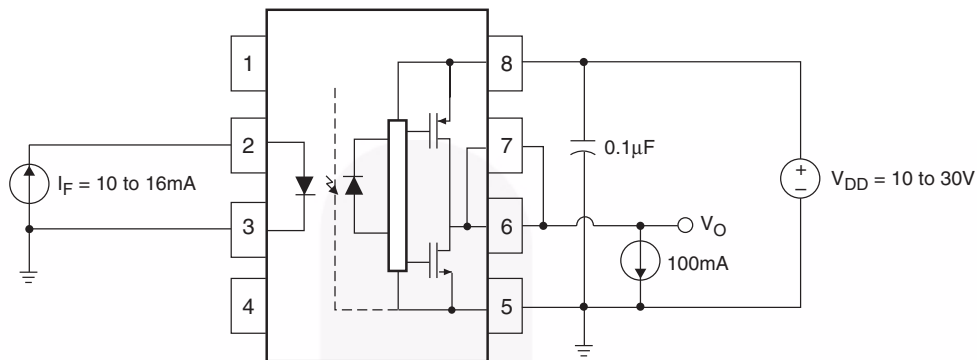 1
8
2
7
I_F = 10 to 16mA
0.1μF
+
–
V_DD = 10 to 30V
3
6
V_O
100mA
4
5